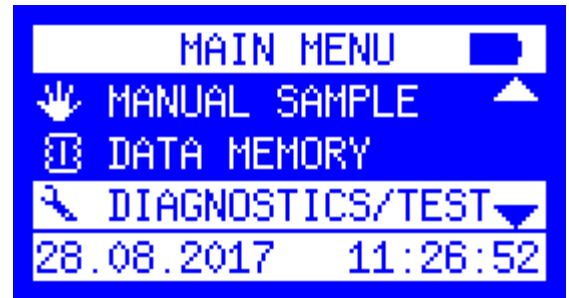 MAIN MENU
MANUAL SAMPLE
DATA MEMORY
DIAGNOSTICS/TEST
28.08.2017 11:26:52